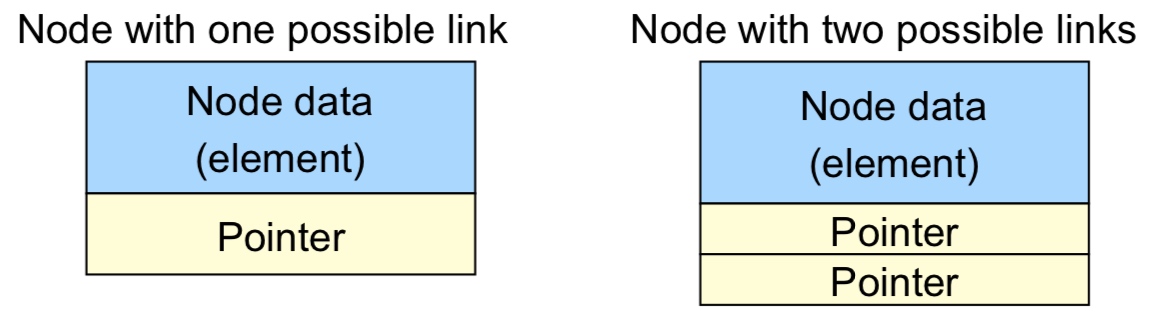 Node with one possible link
Node data
(element)
Pointer
Node with two possible links
Node data
(element)
Pointer
Pointer